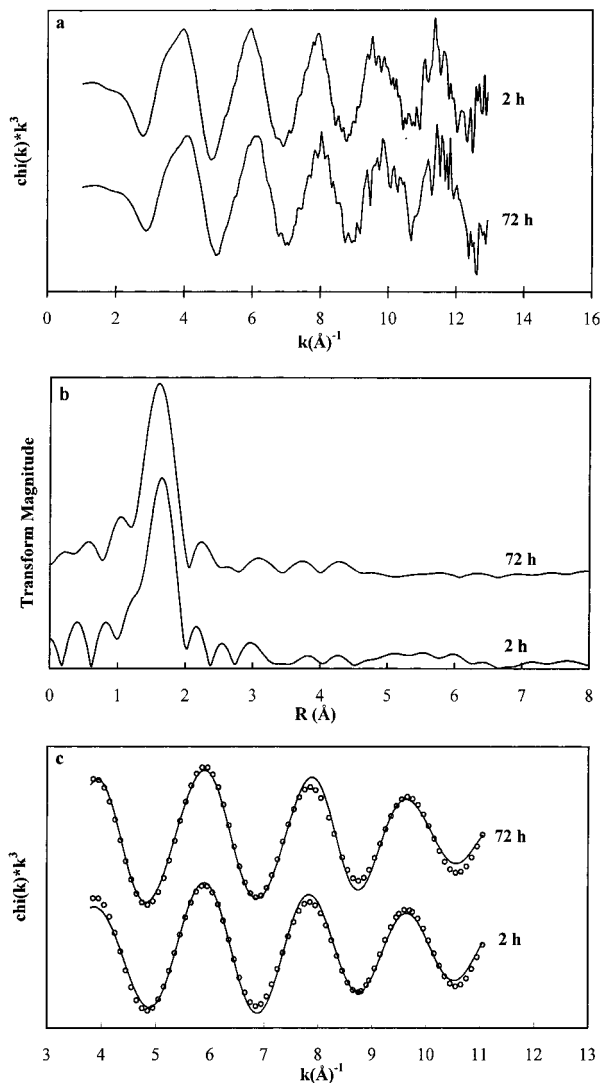 a
2 h
72 h
chi(k)*k³
0 2 4 6 8 10 12 14 16
k(Å)⁻¹
b
Transform Magnitude
72 h
2 h
0 1 2 3 4 5 6 7 8
R (Å)
c
72 h
2 h
chi(k)*k³
3 4 5 6 7 8 9 10 11 12 13
k(Å)⁻¹